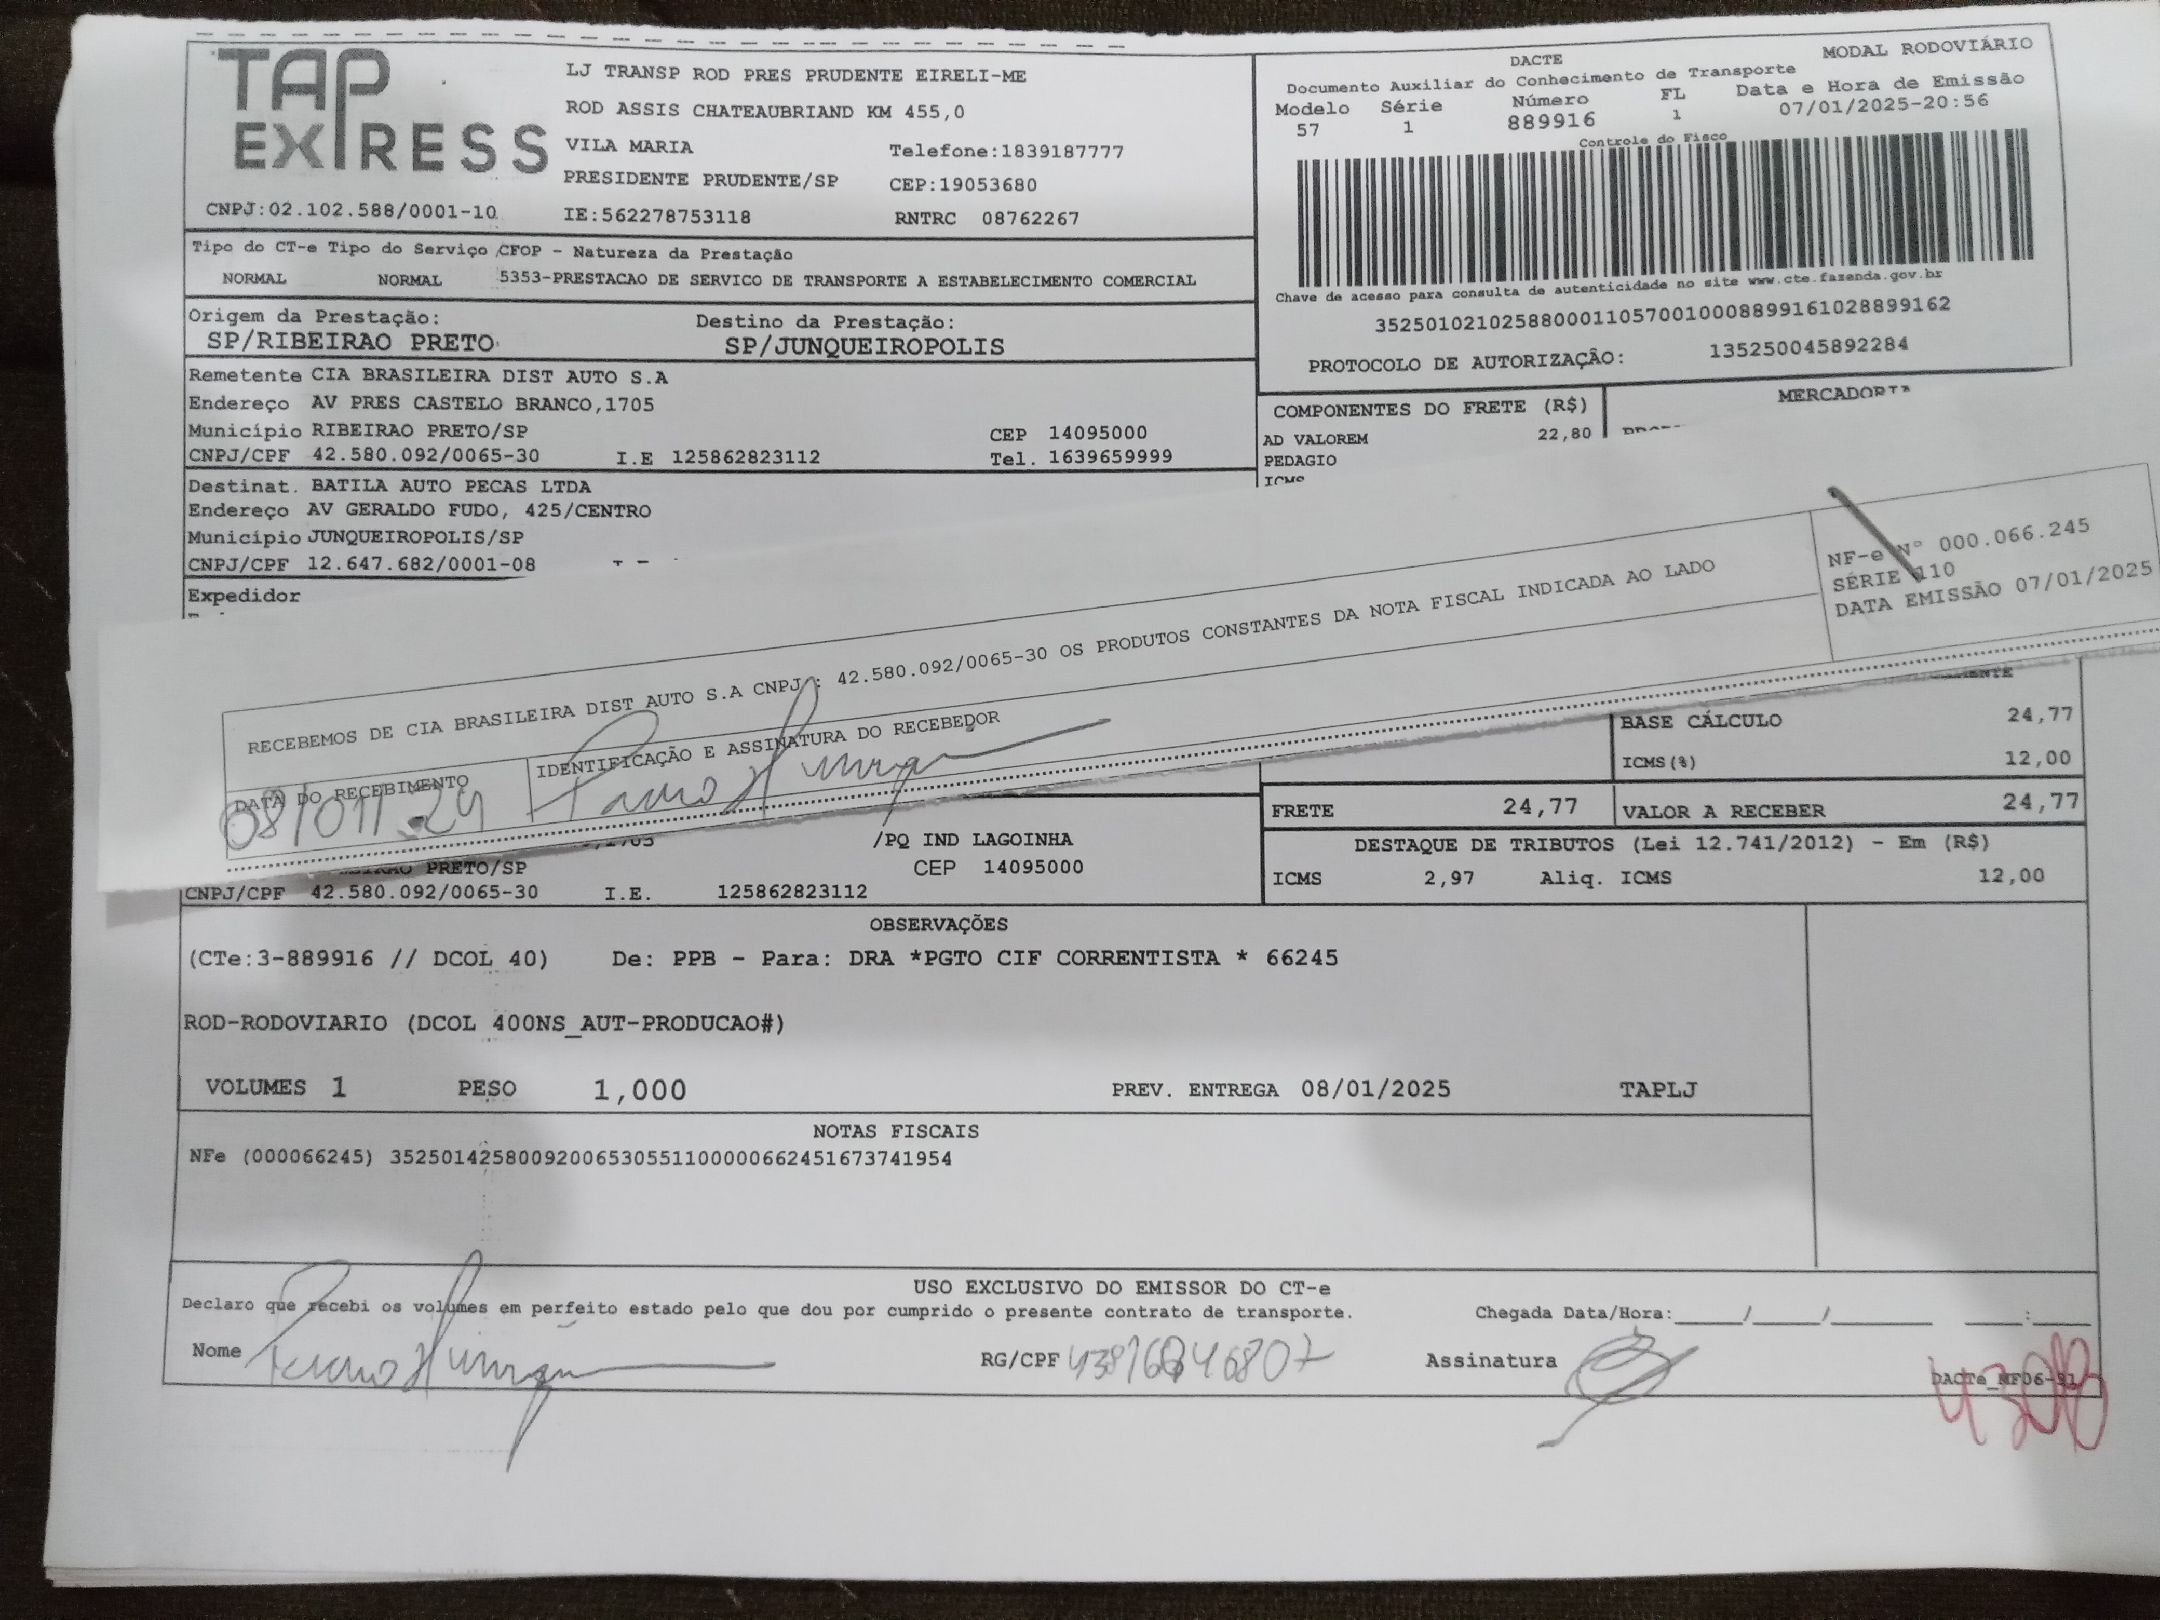 TAP EXPRESS
LJ TRANSP ROD PRES PRUDENTE EIRELI-ME
ROD ASSIS CHATEAUBRIAND KM 455,0
VILA MARIA Telefone:1839187777
PRESIDENTE PRUDENTE/SP CEP:19053680
CNPJ:02.102.588/0001-10 IE:562278753118 RNTRC 08762267
DACTE MODAL RODOVIÁRIO
Documento Auxiliar do Conhecimento de Transporte
Modelo Série Número FL Data e Hora de Emissão
57 1 889916 1 07/01/2025-20:56
Controle do Fisco
Chave de acesso para consulta de autenticidade no site www.cte.fazenda.gov.br
35250102102588000110570010008899161028899162
PROTOCOLO DE AUTORIZAÇÃO: 135250045892284
Tipo do CT-e Tipo do Serviço CFOP - Natureza da Prestação
NORMAL NORMAL 5353-PRESTACAO DE SERVICO DE TRANSPORTE A ESTABELECIMENTO COMERCIAL
Origem da Prestação: Destino da Prestação:
SP/RIBEIRAO PRETO SP/JUNQUEIROPOLIS
Remetente CIA BRASILEIRA DIST AUTO S.A
Endereço AV PRES CASTELO BRANCO,1705
Município RIBEIRAO PRETO/SP CEP 14095000
CNPJ/CPF 42.580.092/0065-30 I.E 125862823112 Tel. 1639659999
COMPONENTES DO FRETE (R$) MERCADORIA
AD VALOREM 22,80
PEDAGIO
ICMS
Destinat. BATILA AUTO PECAS LTDA
Endereço AV GERALDO FUDO, 425/CENTRO
Município JUNQUEIROPOLIS/SP
CNPJ/CPF 12.647.682/0001-08
Expedidor
RECEBEMOS DE CIA BRASILEIRA DIST AUTO S.A CNPJ : 42.580.092/0065-30 OS PRODUTOS CONSTANTES DA NOTA FISCAL INDICADA AO LADO
NF-e Nº 000.066.245
SÉRIE 110
DATA EMISSÃO 07/01/2025
DATA DO RECEBIMENTO IDENTIFICAÇÃO E ASSINATURA DO RECEBEDOR
08/01/24
BASE CÁLCULO 24,77
ICMS(%) 12,00
FRETE 24,77 VALOR A RECEBER 24,77
DESTAQUE DE TRIBUTOS (Lei 12.741/2012) - Em (R$)
ICMS 2,97 Aliq. ICMS 12,00
/PQ IND LAGOINHA
PRETO/SP CEP 14095000
CNPJ/CPF 42.580.092/0065-30 I.E. 125862823112
OBSERVAÇÕES
(CTe:3-889916 // DCOL 40) De: PPB - Para: DRA *PGTO CIF CORRENTISTA * 66245
ROD-RODOVIARIO (DCOL 400NS_AUT-PRODUCAO#)
VOLUMES 1 PESO 1,000 PREV. ENTREGA 08/01/2025 TAPLJ
NOTAS FISCAIS
NFe (000066245) 35250142580092006530551100000662451673741954
USO EXCLUSIVO DO EMISSOR DO CT-e
Declaro que recebi os volumes em perfeito estado pelo que dou por cumprido o presente contrato de transporte. Chegada Data/Hora:____/____/______ ____:____
Nome RG/CPF Assinatura